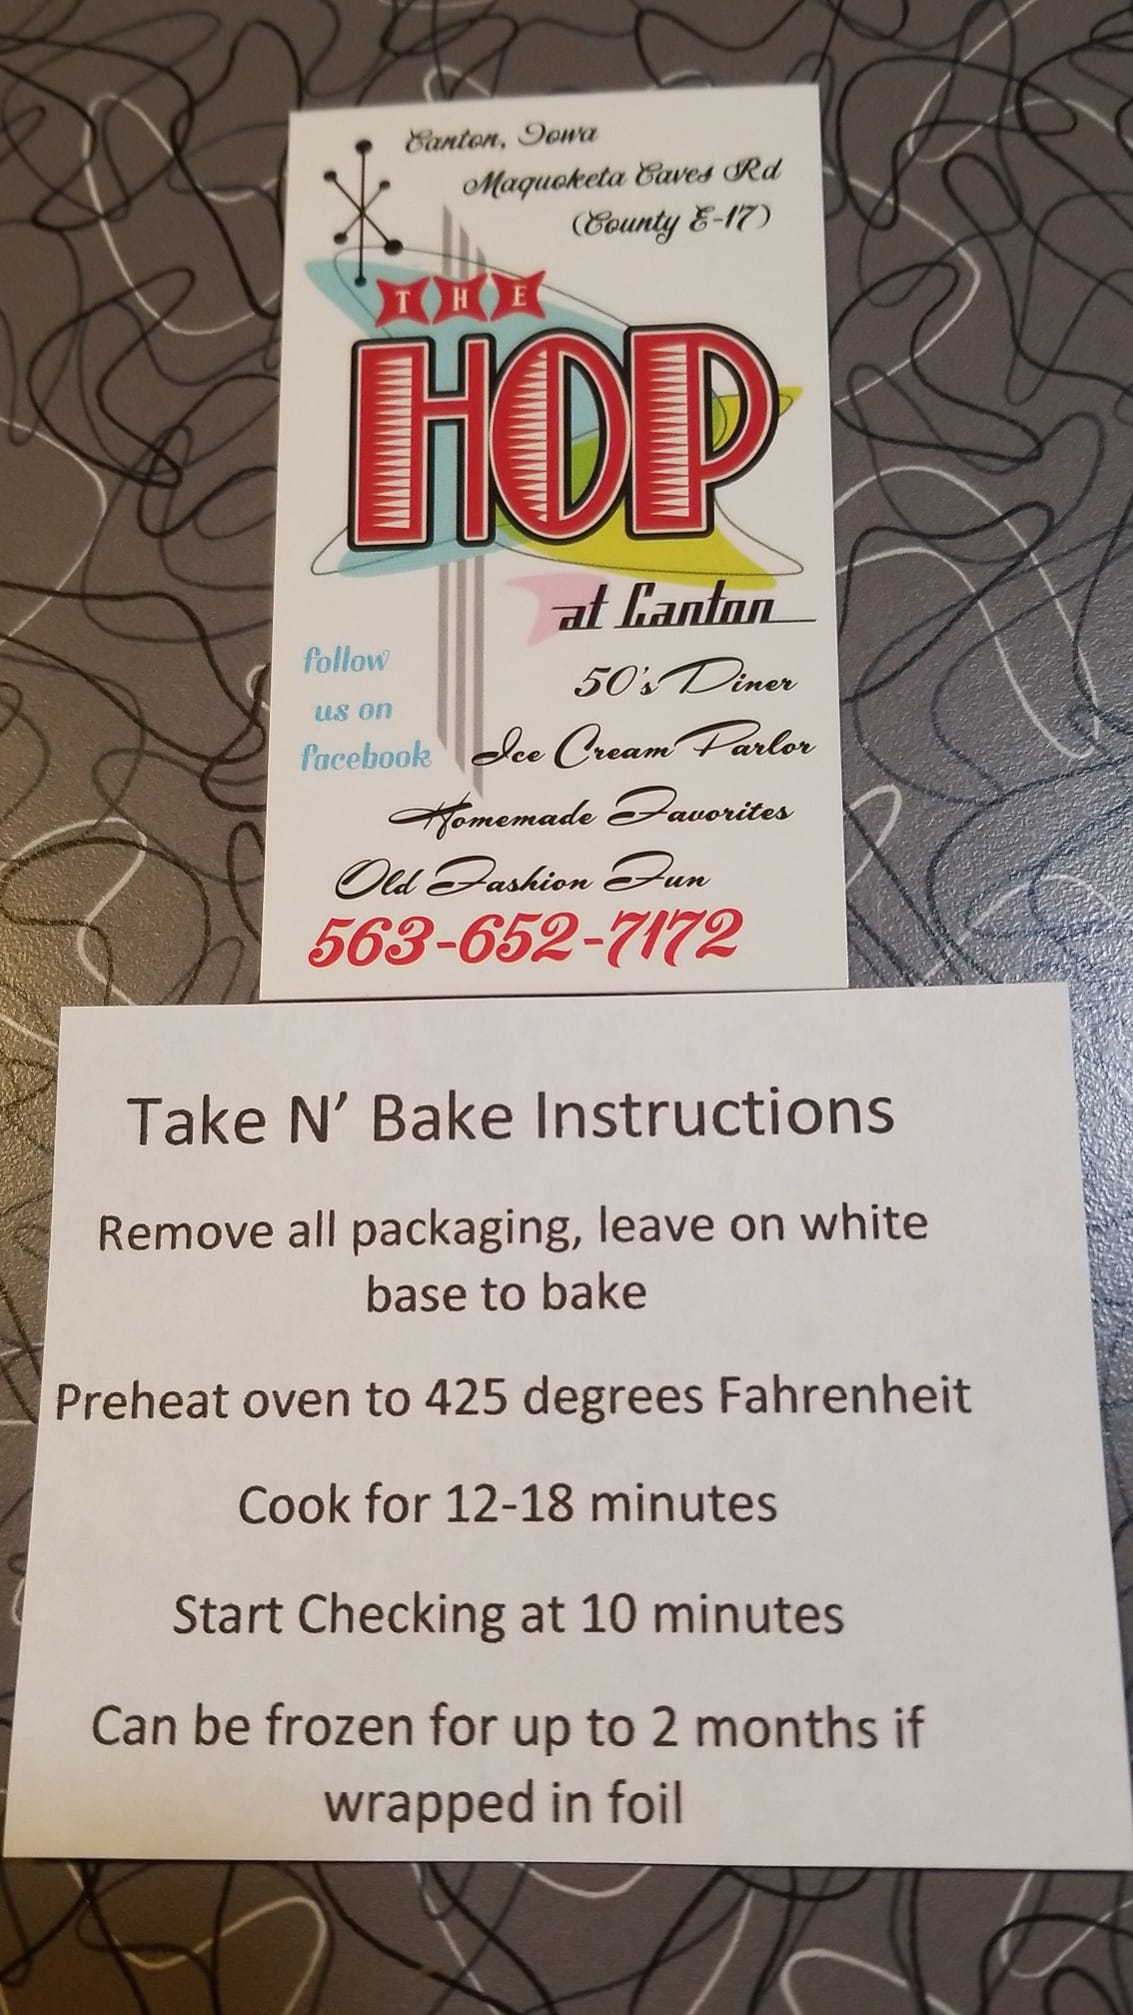 Canton, Iowa
Maquoketa Caves Rd
(County E-17)
THE
HOP
at Canton
follow
us on
facebook
50's Diner
Ice Cream Parlor
Homemade Favorites
Old Fashion Fun
563-652-7172
Take N’ Bake Instructions
Remove all packaging, leave on white
base to bake
Preheat oven to 425 degrees Fahrenheit
Cook for 12-18 minutes
Start Checking at 10 minutes
Can be frozen for up to 2 months if
wrapped in foil